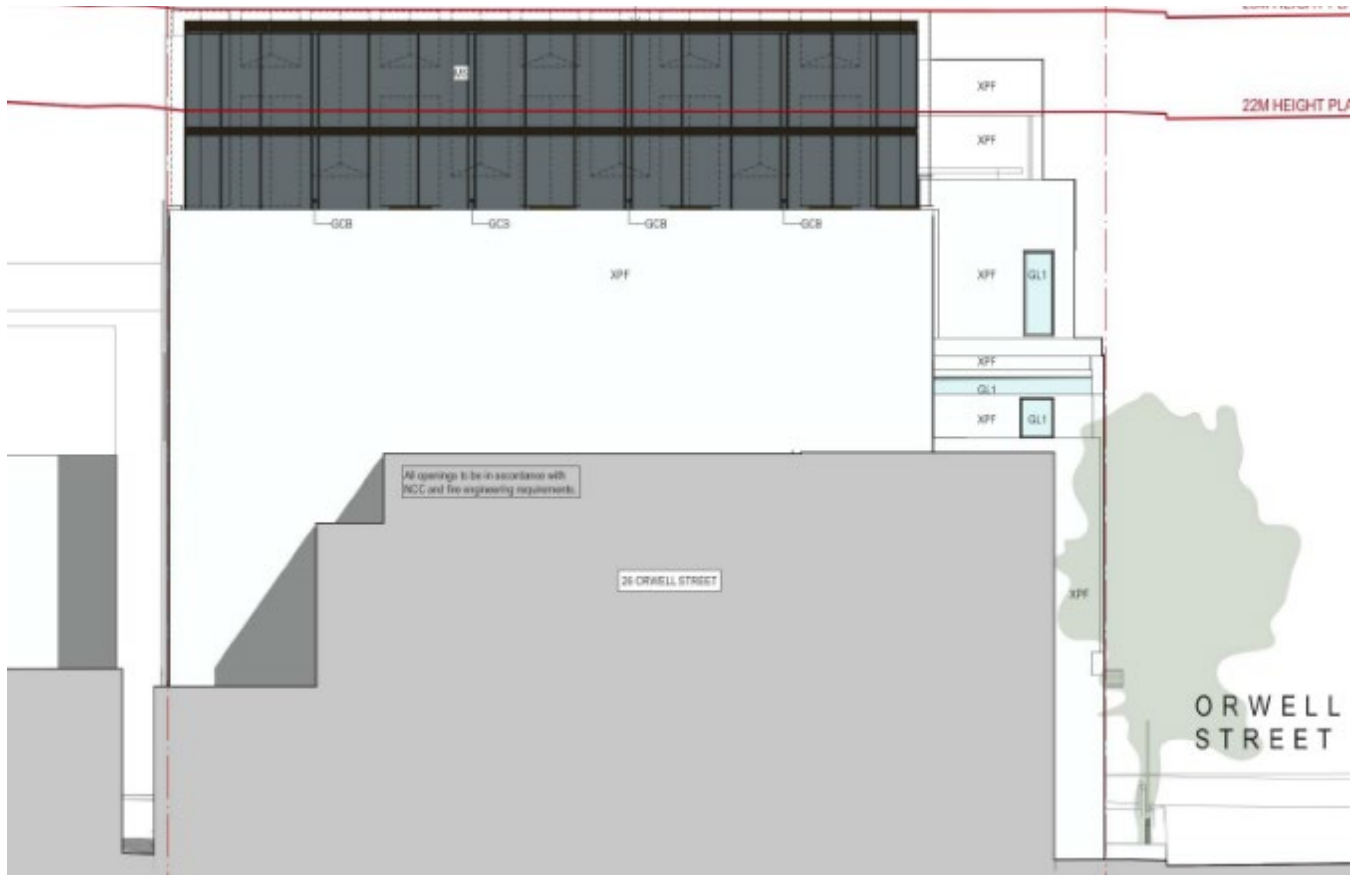 22M HEIGHT PLA
XPF
XPF
GCB
GCB
GCB
GCB
XPF
XPF
GL1
XPF
GL1
XPF
GL1
All openings to be in accordance with
NCC and fire engineering requirements.
26 ORWELL STREET
XPF
ORWELL
STREET